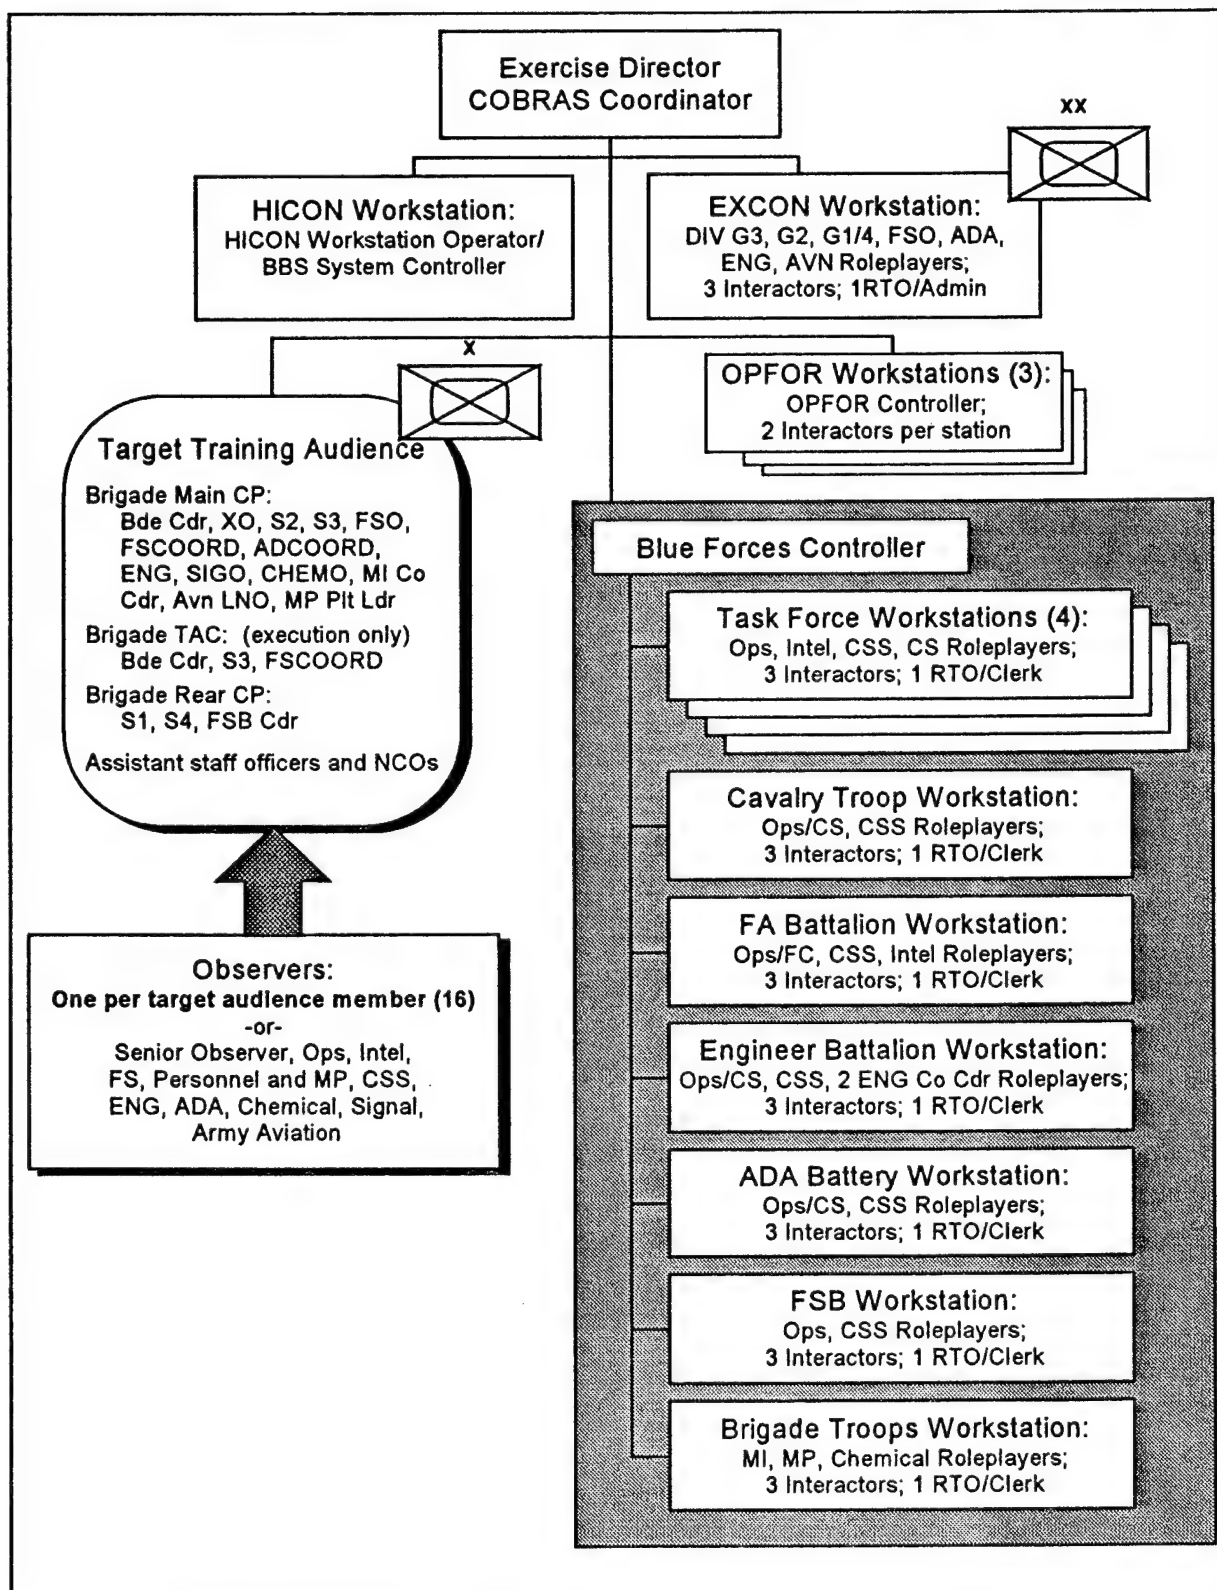 Exercise Director
COBRAS Coordinator
xx
HICON Workstation:
HICON Workstation Operator/
BBS System Controller
EXCON Workstation:
DIV G3, G2, G1/4, FSO, ADA,
ENG, AVN Roleplayers;
3 Interactors; 1RTO/Admin
x
OPFOR Workstations (3):
OPFOR Controller;
2 Interactors per station
Target Training Audience
Brigade Main CP:
Bde Cdr, XO, S2, S3, FSO,
FSCOORD, ADCOORD,
ENG, SIGO, CHEMO, MI Co
Cdr, Avn LNO, MP Plt Ldr
Brigade TAC: (execution only)
Bde Cdr, S3, FSCOORD
Brigade Rear CP:
S1, S4, FSB Cdr
Assistant staff officers and NCOs
Observers:
One per target audience member (16)
-or-
Senior Observer, Ops, Intel,
FS, Personnel and MP, CSS,
ENG, ADA, Chemical, Signal,
Army Aviation
Blue Forces Controller
Task Force Workstations (4):
Ops, Intel, CSS, CS Roleplayers;
3 Interactors; 1 RTO/Clerk
Cavalry Troop Workstation:
Ops/CS, CSS Roleplayers;
3 Interactors; 1 RTO/Clerk
FA Battalion Workstation:
Ops/FC, CSS, Intel Roleplayers;
3 Interactors; 1 RTO/Clerk
Engineer Battalion Workstation:
Ops/CS, CSS, 2 ENG Co Cdr Roleplayers;
3 Interactors; 1 RTO/Clerk
ADA Battery Workstation:
Ops/CS, CSS Roleplayers;
3 Interactors; 1 RTO/Clerk
FSB Workstation:
Ops, CSS Roleplayers;
3 Interactors; 1 RTO/Clerk
Brigade Troops Workstation:
MI, MP, Chemical Roleplayers;
3 Interactors; 1 RTO/Clerk